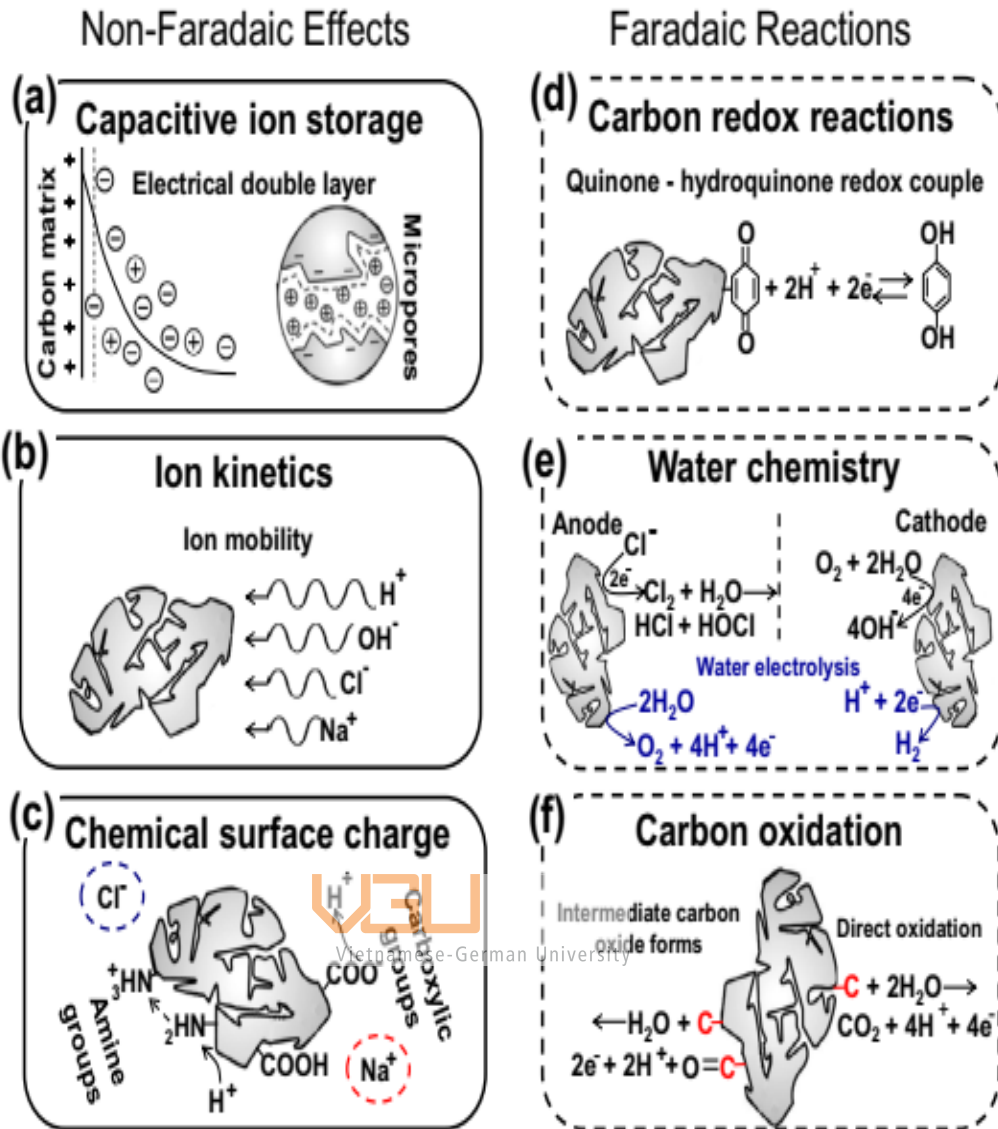 Non-Faradaic Effects
Faradaic Reactions
(a)
Capacitive ion storage
Carbon matrix
Electrical double layer
Micropores
(b)
Ion kinetics
Ion mobility
H⁺
OH⁻
Cl⁻
Na⁺
(c)
Chemical surface charge
Cl⁻
H⁺
Carboxylic groups
COO⁻
⁺₃HN
₂HN
Amine groups
COOH
H⁺
Na⁺
VGU
Vietnamese-German University
(d)
Carbon redox reactions
Quinone - hydroquinone redox couple
O
O
+ 2H⁺ + 2e⁻
OH
OH
(e)
Water chemistry
Anode
Cathode
Cl⁻
2e⁻
Cl₂ + H₂O→
HCl + HOCl
O₂ + 2H₂O
4e⁻
4OH⁻
Water electrolysis
2H₂O
O₂ + 4H⁺+ 4e⁻
H⁺ + 2e⁻
H₂
(f)
Carbon oxidation
Intermediate carbon
oxide forms
Direct oxidation
C + 2H₂O→
CO₂ + 4H⁺ + 4e⁻
←H₂O + C
2e⁻ + 2H⁺+ O=C